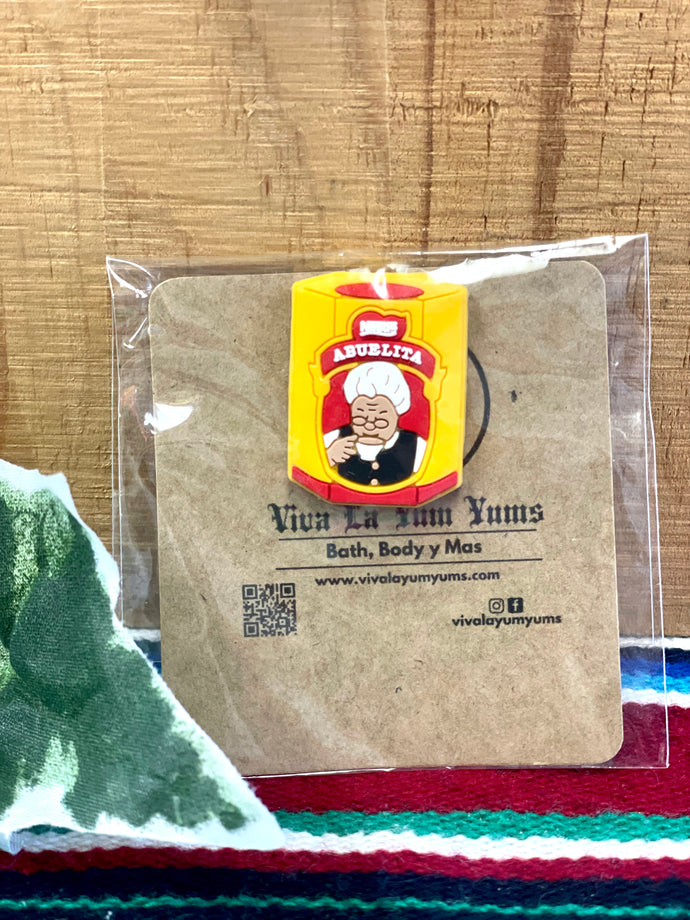 ABUELITA
Viva La Yum Yums
Bath, Body y Mas
www.vivalayumyums.com
vivalayumyums